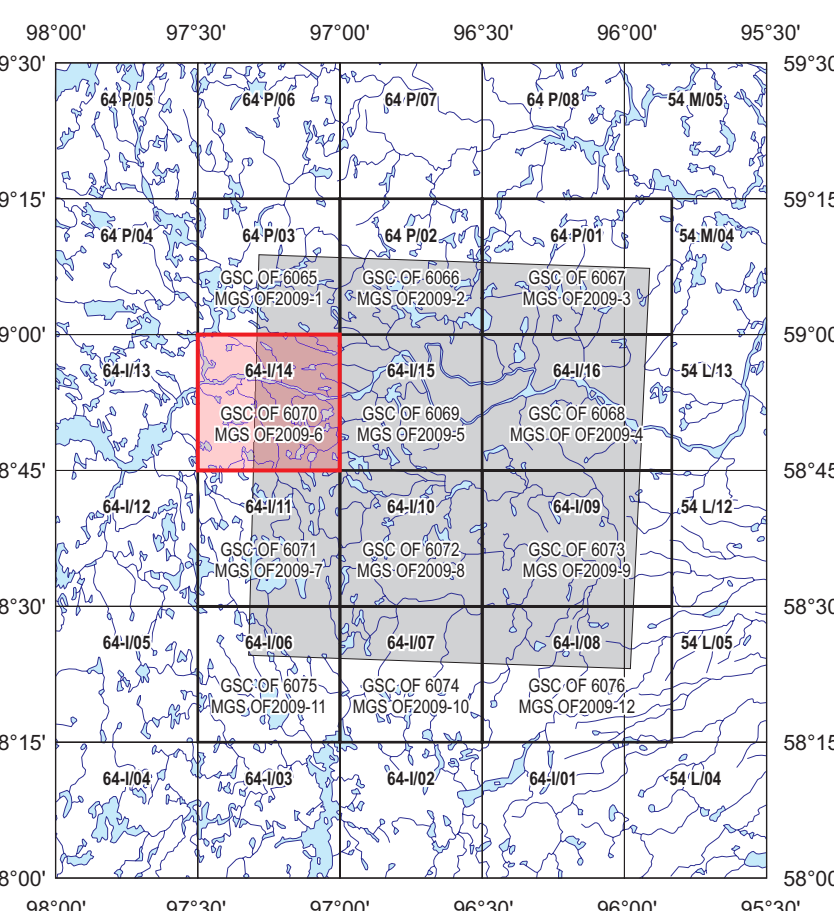 98°00' 97°30' 97°00' 96°30' 96°00' 95°30'
9°30' 59°30'
64 P/05 64 P/06 64 P/07 64 P/08 54 M/05
9°15' 59°15'
64 P/04 64 P/03 64 P/02 64 P/01 54 M/04
GSC OF 6065 GSC OF 6066 GSC OF 6067
MGS OF2009-1 MGS OF2009-2 MGS OF2009-3
9°00' 59°00'
64-I/13 64-I/14 64-I/15 64-I/16 54 L/13
GSC OF 6070 GSC OF 6069 GSC OF 6068
MGS OF2009-6 MGS OF2009-5 MGS OF OF2009-4
8°45' 58°45'
64-I/12 64-I/11 64-I/10 64-I/09 54 L/12
GSC OF 6071 GSC OF 6072 GSC OF 6073
MGS OF2009-7 MGS OF2009-8 MGS OF2009-9
8°30' 58°30'
64-I/05 64-I/06 64-I/07 64-I/08 54 L/05
GSC OF 6075 GSC OF 6074 GSC OF 6076
MGS OF2009-11 MGS OF2009-10 MGS OF2009-12
8°15' 58°15'
64-I/04 64-I/03 64-I/02 64-I/01 54 L/04
8°00' 58°00'
98°00' 97°30' 97°00' 96°30' 96°00' 95°30'